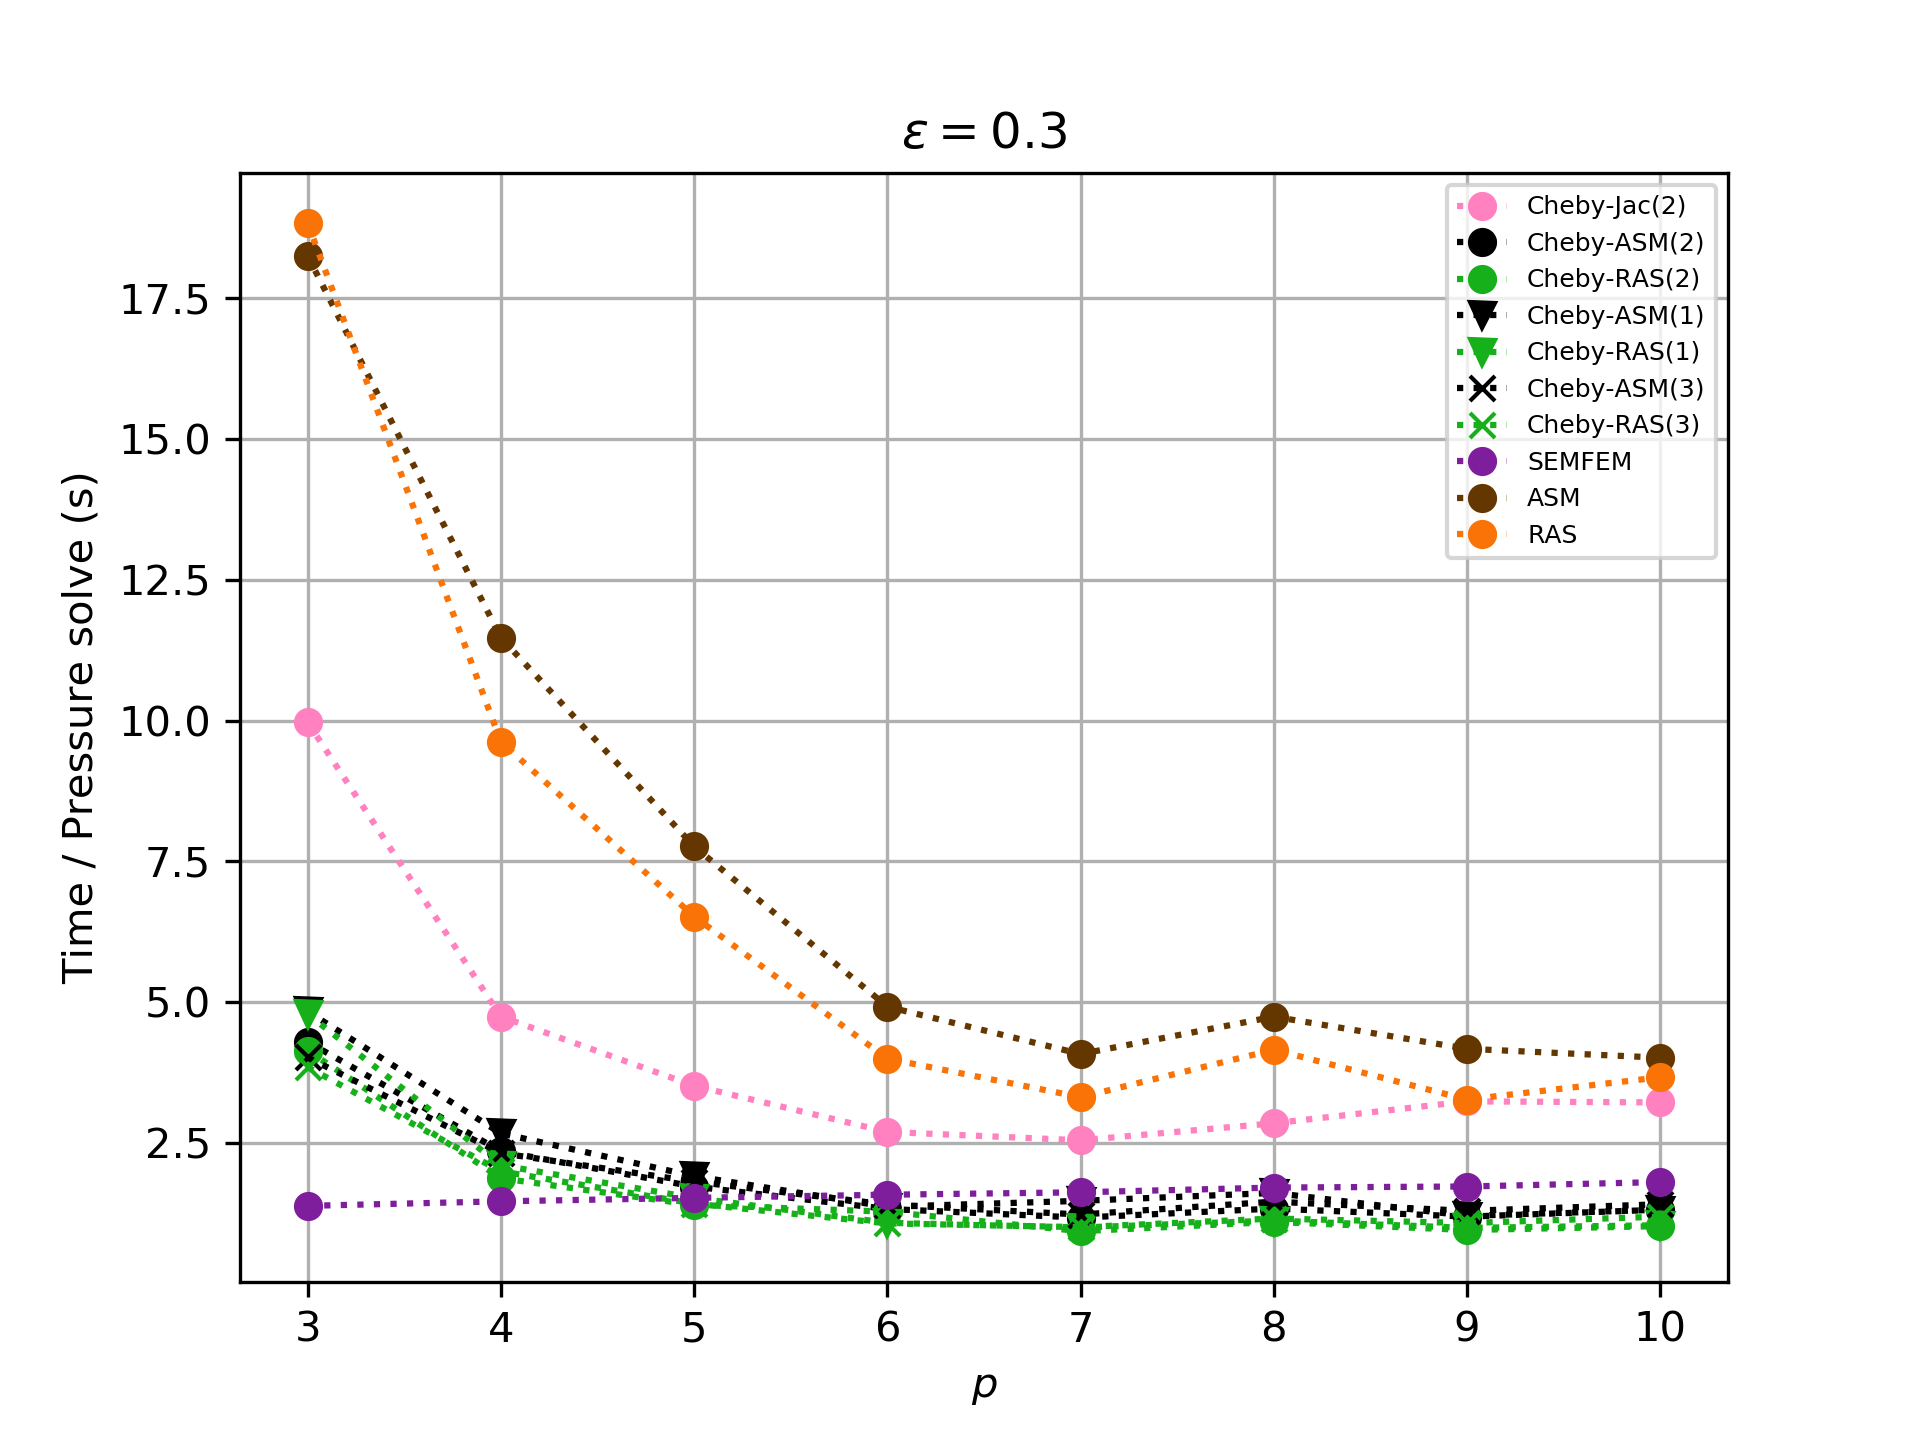 ε = 0.3
Time / Pressure solve (s)
17.5
15.0
12.5
10.0
7.5
5.0
2.5
Cheby-Jac(2)
Cheby-ASM(2)
Cheby-RAS(2)
Cheby-ASM(1)
Cheby-RAS(1)
Cheby-ASM(3)
Cheby-RAS(3)
SEMFEM
ASM
RAS
3 4 5 6 7 8 9 10
p